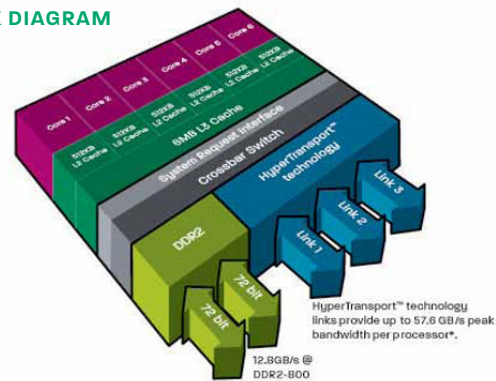 DIAGRAM
Core 1
Core 2
Core 3
Core 4
Core 5
Core 6
512KB
L2 Cache
512KB
L2 Cache
512KB
L2 Cache
512KB
L2 Cache
512KB
L2 Cache
512KB
L2 Cache
6MB L3 Cache
System Request Interface
Crossbar Switch
DDR2
HyperTransport™
technology
Link 1
Link 2
Link 3
72 bit
72 bit
HyperTransport™ technology
links provide up to 57.6 GB/s peak
bandwidth per processor*.
12.8GB/s @
DDR2-800